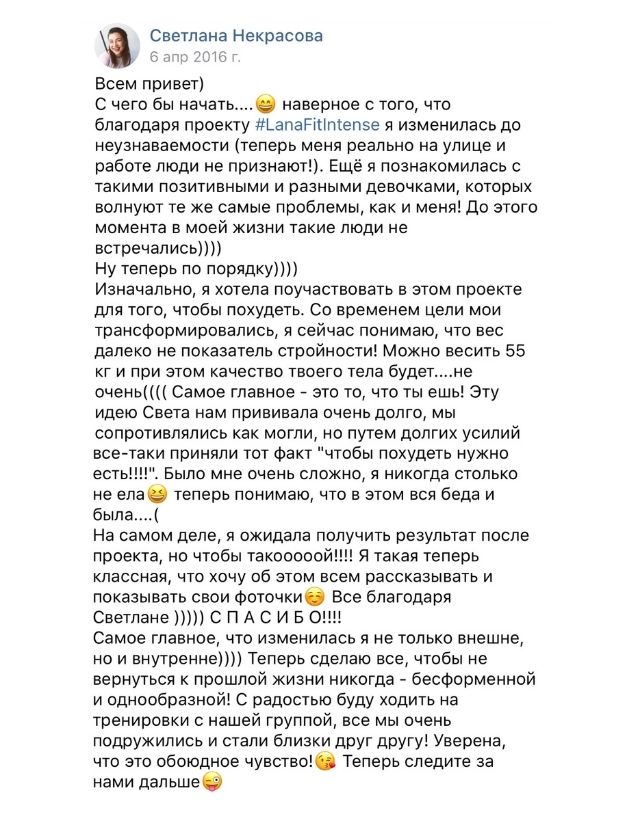 Светлана Некрасова
6 апр 2016 г.
Всем привет)
С чего бы начать....😄 наверное с того, что
благодаря проекту #LanaFitIntense я изменилась до
неузнаваемости (теперь меня реально на улице и
работе люди не признают!). Ещё я познакомилась с
такими позитивными и разными девочками, которых
волнуют те же самые проблемы, как и меня! До этого
момента в моей жизни такие люди не
встречались))))
Ну теперь по порядку))))
Изначально, я хотела поучаствовать в этом проекте
для того, чтобы похудеть. Со временем цели мои
трансформировались, я сейчас понимаю, что вес
далеко не показатель стройности! Можно весить 55
кг и при этом качество твоего тела будет....не
очень(((( Самое главное - это то, что ты ешь! Эту
идею Света нам прививала очень долго, мы
сопротивлялись как могли, но путем долгих усилий
все-таки приняли тот факт "чтобы похудеть нужно
есть!!!!". Было мне очень сложно, я никогда столько
не ела😆 теперь понимаю, что в этом вся беда и
была....(
На самом деле, я ожидала получить результат после
проекта, но чтобы такооооой!!!! Я такая теперь
классная, что хочу об этом всем рассказывать и
показывать свои фоточки☺️ Все благодаря
Светлане ))))) С П А С И Б О!!!!
Самое главное, что изменилась я не только внешне,
но и внутренне)))) Теперь сделаю все, чтобы не
вернуться к прошлой жизни никогда - бесформенной
и однообразной! С радостью буду ходить на
тренировки с нашей группой, все мы очень
подружились и стали близки друг другу! Уверена,
что это обоюдное чувство!😘 Теперь следите за
нами дальше😜